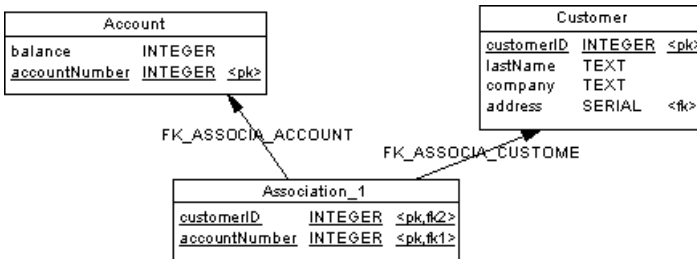 Account
balance INTEGER
accountNumber INTEGER <pk>
Customer
customerID INTEGER <pk>
lastName TEXT
company TEXT
address SERIAL <fk>
FK_ASSOCIA_ACCOUNT
FK_ASSOCIA_CUSTOME
Association_1
customerID INTEGER <pk,fk2>
accountNumber INTEGER <pk,fk1>